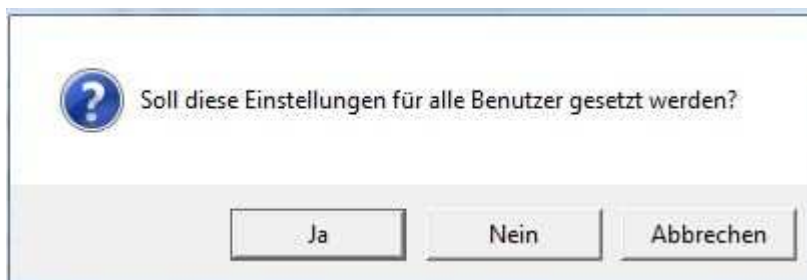 Soll diese Einstellungen für alle Benutzer gesetzt werden?
Ja Nein Abbrechen